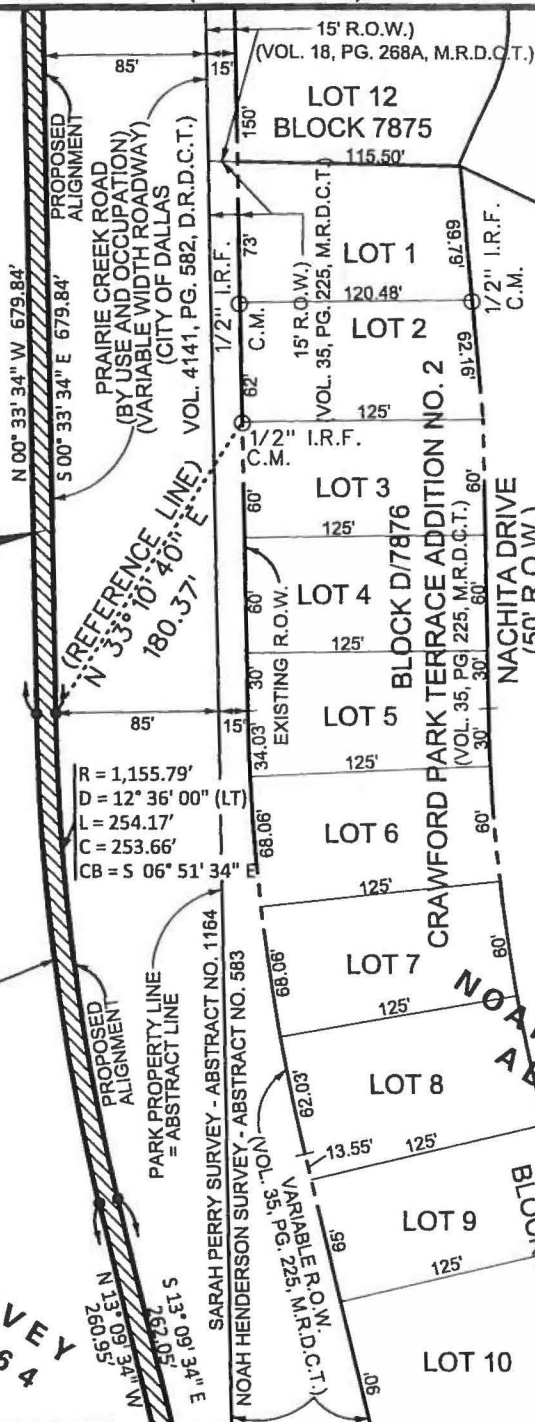 15' R.O.W.)
(VOL. 18, PG. 268A, M.R.D.C.T.)
85'
15'
LOT 12
BLOCK 7875
150'
115.50'
PROPOSED
ALIGNMENT
PRAIRIE CREEK ROAD
(BY USE AND OCCUPATION)
(VARIABLE WIDTH ROADWAY)
(CITY OF DALLAS)
VOL. 4141, PG. 582, D.R.D.C.T.)
N 00° 33' 34" W 679.84'
S 00° 33' 34" E 679.84'
1/2" I.R.F.
C.M.
73'
15' R.O.W.)
(VOL. 35, PG. 225, M.R.D.C.T.)
LOT 1
69.79'
120.48'
1/2" I.R.F.
C.M.
LOT 2
62'
62.16'
125'
1/2" I.R.F.
C.M.
LOT 3
60'
60'
125'
(REFERENCE LINE)
N 33° 10' 40" E
180.37'
EXISTING R.O.W.
LOT 4
60'
60'
125'
BLOCK D/7876
CRAWFORD PARK TERRACE ADDITION NO. 2
(VOL. 35, PG. 225, M.R.D.C.T.)
NACHITA DRIVE
(50' R.O.W.)
30'
30'
85'
15'
LOT 5
34.03'
30'
125'
R = 1,155.79'
D = 12° 36' 00" (LT)
L = 254.17'
C = 253.66'
CB = S 06° 51' 34" E
LOT 6
68.06'
60'
125'
LOT 7
68.06'
60'
125'
NOA
AB
PROPOSED
ALIGNMENT
PARK PROPERTY LINE
= ABSTRACT LINE
SARAH PERRY SURVEY - ABSTRACT NO. 1164
NOAH HENDERSON SURVEY - ABSTRACT NO. 583
LOT 8
62.03'
13.55'
125'
VARIABLE R.O.W.
(VOL. 35, PG. 225, M.R.D.C.T.)
LOT 9
65'
125'
BLOC
VEY
64
N 13° 09' 34" W
260.95'
S 13° 09' 34" E
262.05'
LOT 10
90'